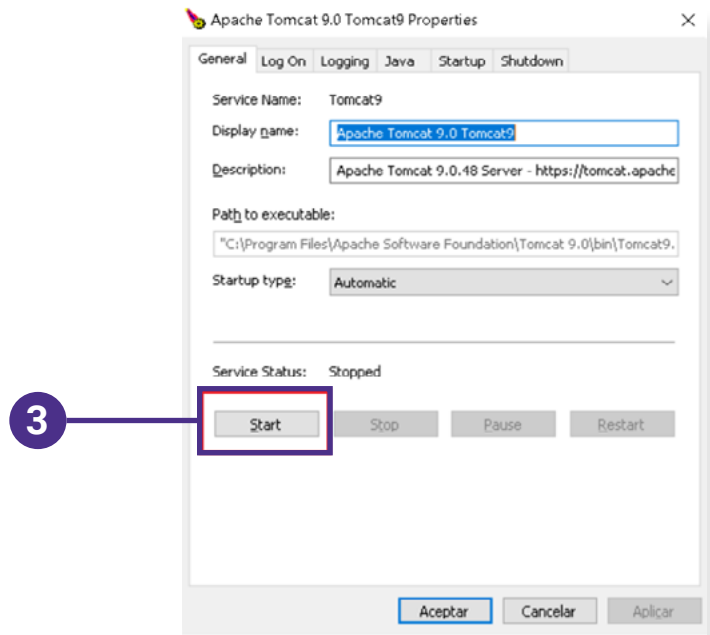 Apache Tomcat 9.0 Tomcat9 Properties
General Log On Logging Java Startup Shutdown
Service Name: Tomcat9
Display name: Apache Tomcat 9.0 Tomcat9
Description: Apache Tomcat 9.0.48 Server - https://tomcat.apache
Path to executable:
"C:\Program Files\Apache Software Foundation\Tomcat 9.0\bin\Tomcat9.
Startup type: Automatic
Service Status: Stopped
3 Start Stop Pause Restart
Aceptar Cancelar Aplicar